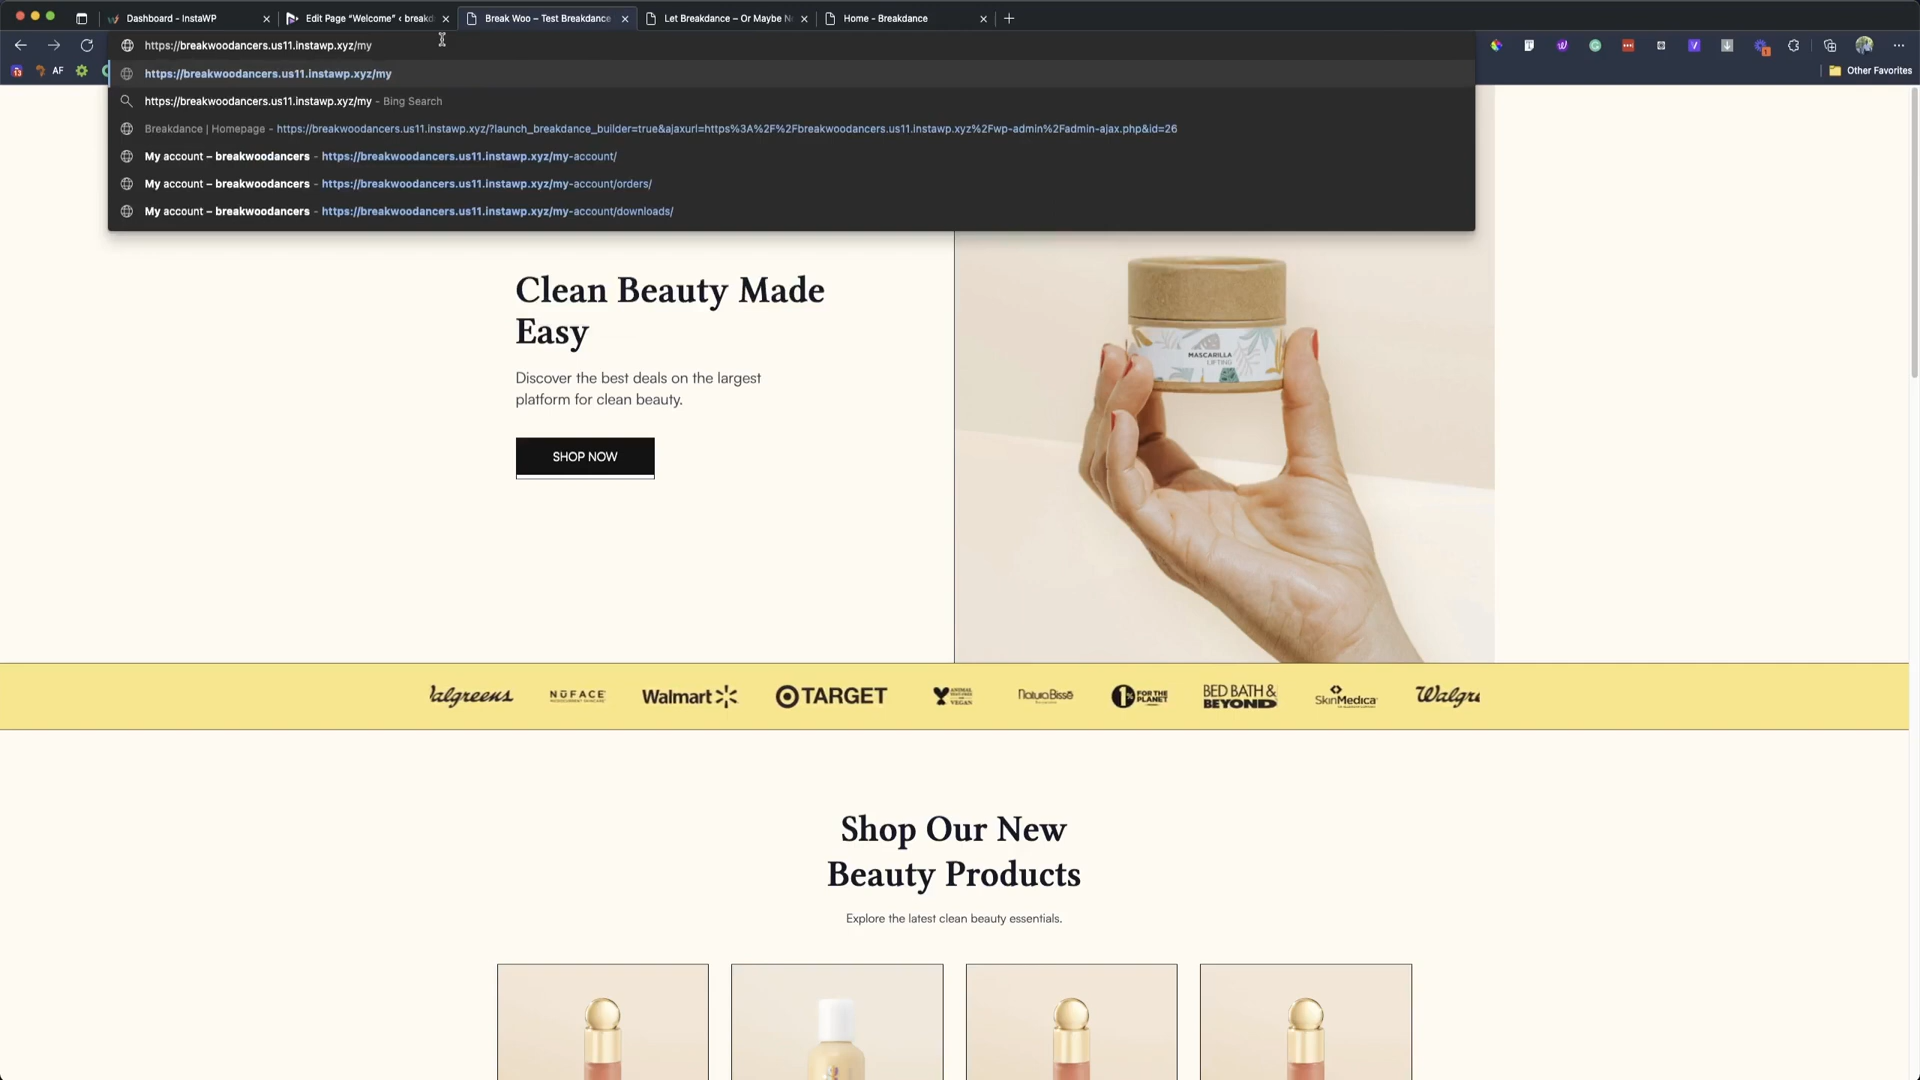 Dashboard - InstaWP
Edit Page “Welcome” ‹ breakd
Break Woo – Test Breakdance
Let Breakdance – Or Maybe N
Home - Breakdance
https://breakwoodancers.us11.instawp.xyz/my
13
AF
Other Favorites
https://breakwoodancers.us11.instawp.xyz/my
https://breakwoodancers.us11.instawp.xyz/my - Bing Search
Breakdance | Homepage - https://breakwoodancers.us11.instawp.xyz/?launch_breakdance_builder=true&ajaxurl=https%3A%2F%2Fbreakwoodancers.us11.instawp.xyz%2Fwp-admin%2Fadmin-ajax.php&id=26
My account – breakwoodancers - https://breakwoodancers.us11.instawp.xyz/my-account/
My account – breakwoodancers - https://breakwoodancers.us11.instawp.xyz/my-account/orders/
My account – breakwoodancers - https://breakwoodancers.us11.instawp.xyz/my-account/downloads/
Clean Beauty Made
Easy
Discover the best deals on the largest
platform for clean beauty.
SHOP NOW
MASCARILLA
LIFTING
Walgreens
NUFACE
Walmart
TARGET
VEGAN
Natura Bissé
1% FOR THE
PLANET
BED BATH &
BEYOND
SkinMedica
Walgre
Shop Our New
Beauty Products
Explore the latest clean beauty essentials.